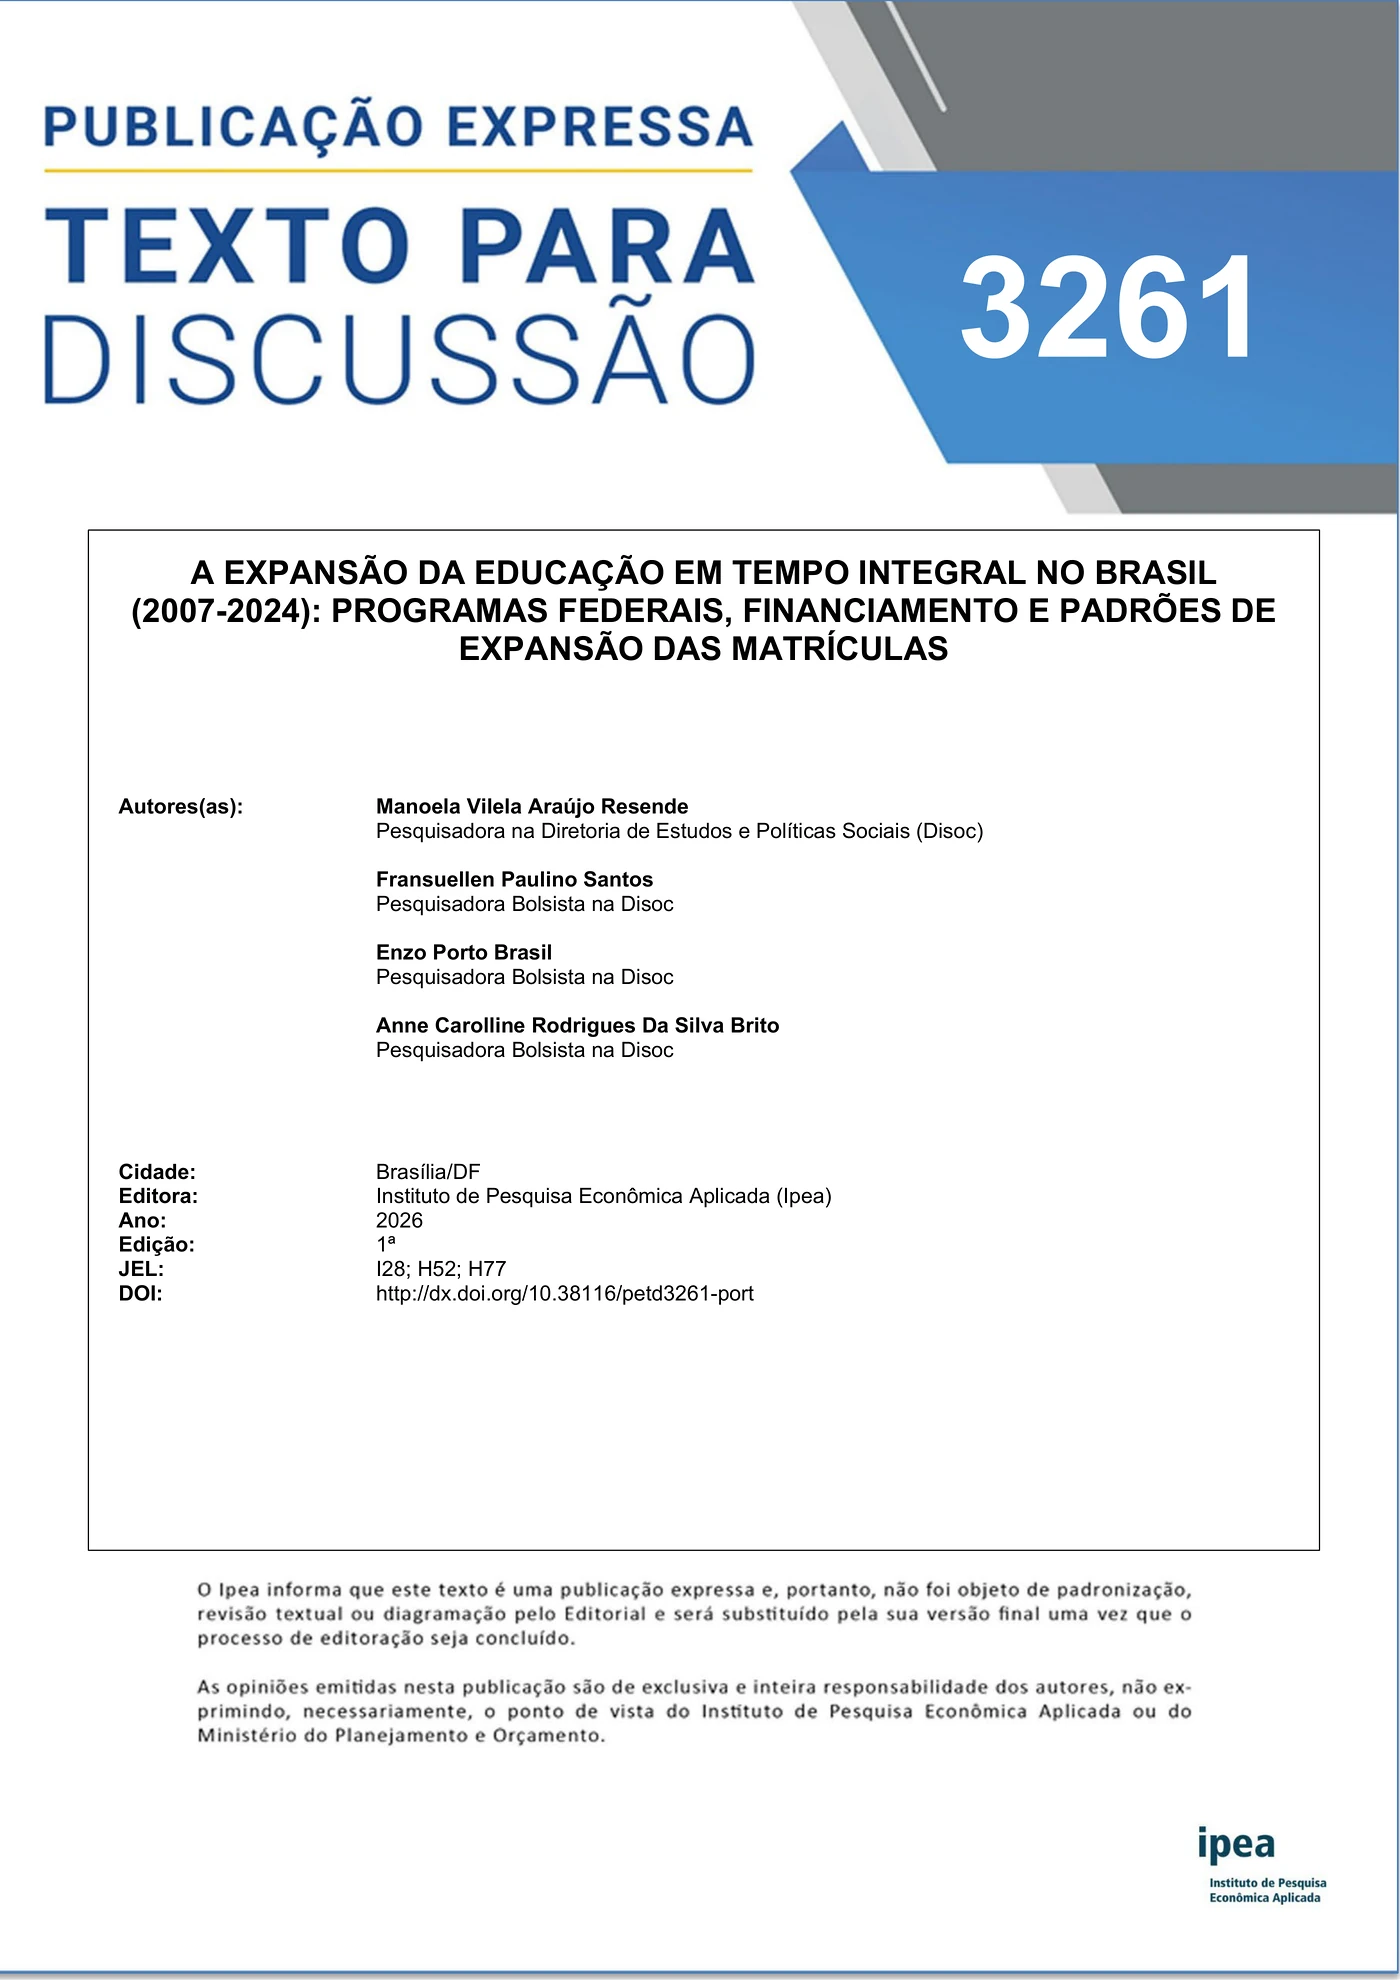 PUBLICAÇÃO EXPRESSA
TEXTO PARA
DISCUSSÃO
3261
A EXPANSÃO DA EDUCAÇÃO EM TEMPO INTEGRAL NO BRASIL
(2007-2024): PROGRAMAS FEDERAIS, FINANCIAMENTO E PADRÕES DE
EXPANSÃO DAS MATRÍCULAS
Autores(as): Manoela Vilela Araújo Resende
Pesquisadora na Diretoria de Estudos e Políticas Sociais (Disoc)
Fransuellen Paulino Santos
Pesquisadora Bolsista na Disoc
Enzo Porto Brasil
Pesquisadora Bolsista na Disoc
Anne Carolline Rodrigues Da Silva Brito
Pesquisadora Bolsista na Disoc
Cidade: Brasília/DF
Editora: Instituto de Pesquisa Econômica Aplicada (Ipea)
Ano: 2026
Edição: 1ª
JEL: I28; H52; H77
DOI: http://dx.doi.org/10.38116/petd3261-port
O Ipea informa que este texto é uma publicação expressa e, portanto, não foi objeto de padronização,
revisão textual ou diagramação pelo Editorial e será substituído pela sua versão final uma vez que o
processo de editoração seja concluído.
As opiniões emitidas nesta publicação são de exclusiva e inteira responsabilidade dos autores, não ex-
primindo, necessariamente, o ponto de vista do Instituto de Pesquisa Econômica Aplicada ou do
Ministério do Planejamento e Orçamento.
ipea
Instituto de Pesquisa
Econômica Aplicada